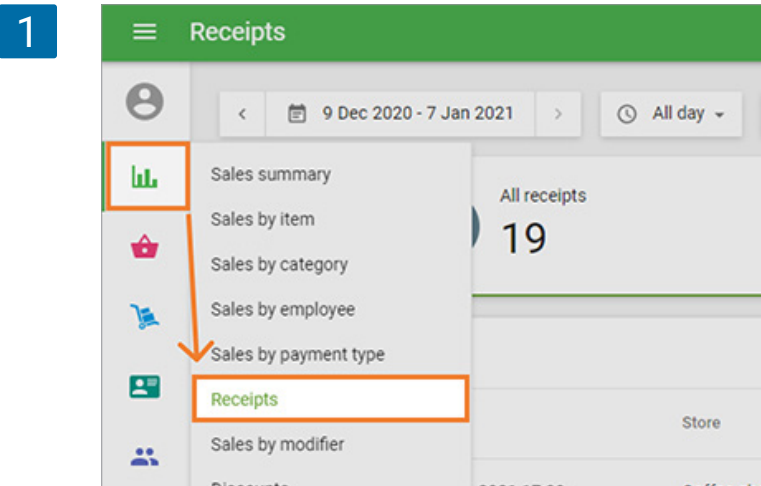 1
Receipts
9 Dec 2020 - 7 Jan 2021
All day
Sales summary
Sales by item
Sales by category
Sales by employee
Sales by payment type
Receipts
Sales by modifier
All receipts
19
Store